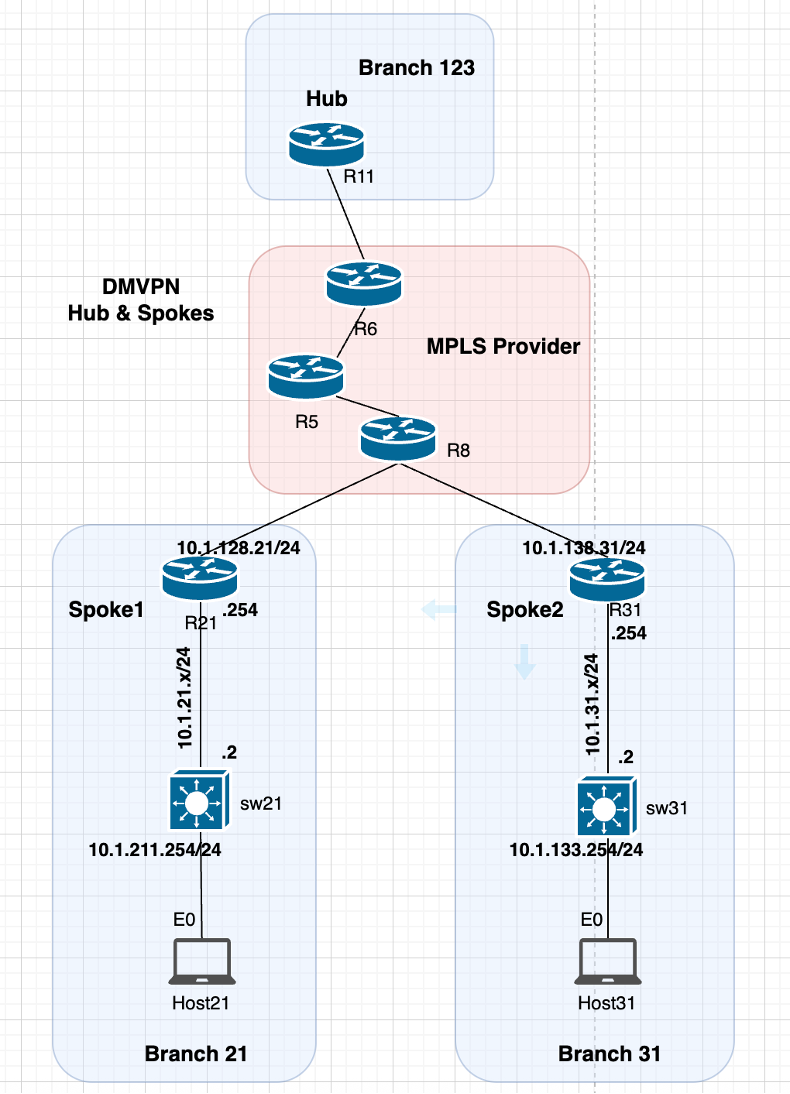 Branch 123
Hub
R11
DMVPN
Hub & Spokes
R6
MPLS Provider
R5
R8
10.1.128.21/24
10.1.138.31/24
Spoke1
.254
R21
Spoke2
R31
.254
10.1.21.x/24
10.1.31.x/24
.2
.2
sw21
sw31
10.1.211.254/24
10.1.133.254/24
E0
E0
Host21
Host31
Branch 21
Branch 31